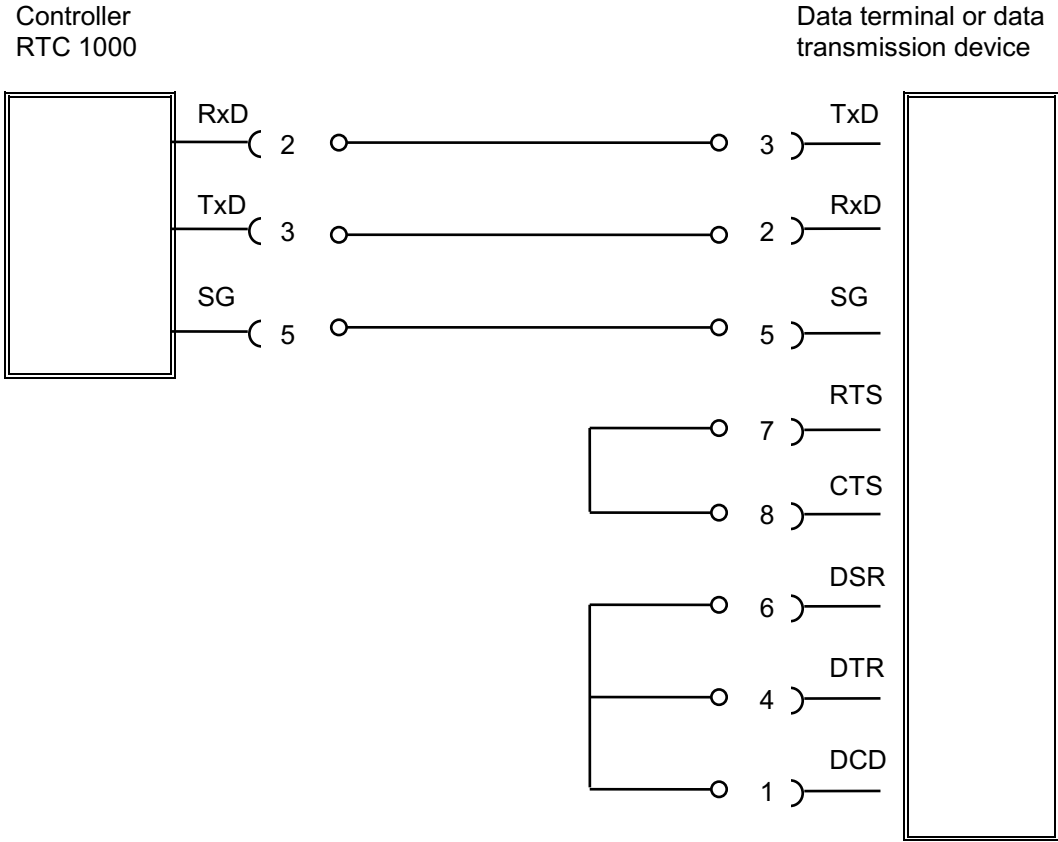 Controller
RTC 1000
Data terminal or data
transmission device
RxD
2
3
TxD
TxD
3
2
RxD
SG
5
5
SG
7
RTS
8
CTS
6
DSR
4
DTR
1
DCD